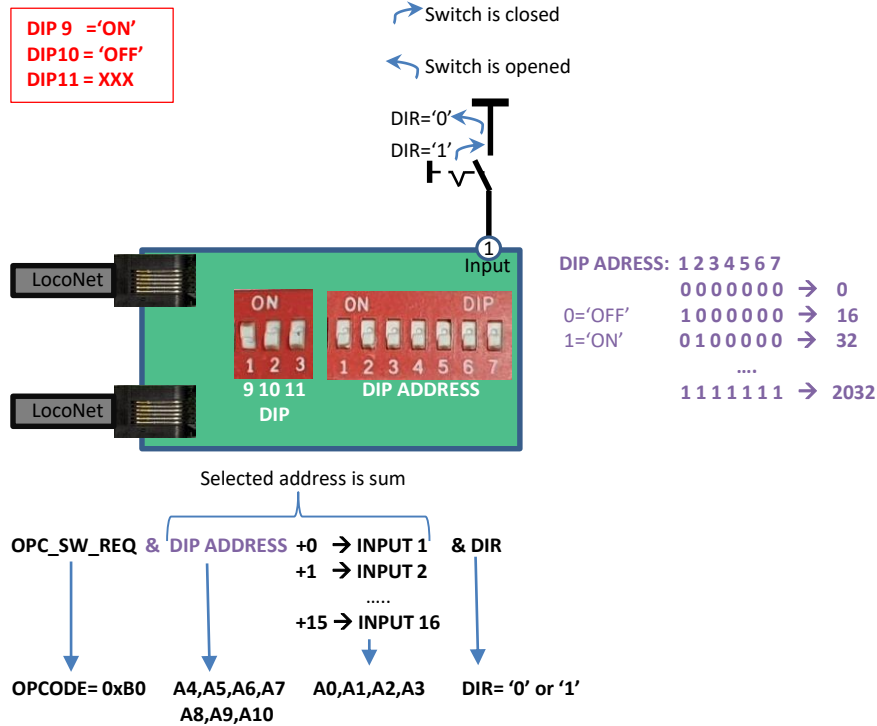 DIP 9 =‘ON’
DIP10 = ‘OFF’
DIP11 = XXX
Switch is closed
Switch is opened
DIR=‘0’
DIR=‘1’
1
Input
LocoNet
LocoNet
ON
1 2 3
9 10 11
DIP
ON DIP
1 2 3 4 5 6 7
DIP ADDRESS
DIP ADRESS: 1 2 3 4 5 6 7
0 0 0 0 0 0 0 → 0
0=‘OFF’ 1 0 0 0 0 0 0 → 16
1=‘ON’ 0 1 0 0 0 0 0 → 32
....
1 1 1 1 1 1 1 → 2032
Selected address is sum
OPC_SW_REQ & DIP ADDRESS +0 → INPUT 1 & DIR
+1 → INPUT 2
.....
+15 → INPUT 16
OPCODE= 0xB0 A4,A5,A6,A7 A0,A1,A2,A3 DIR= ‘0’ or ‘1’
A8,A9,A10